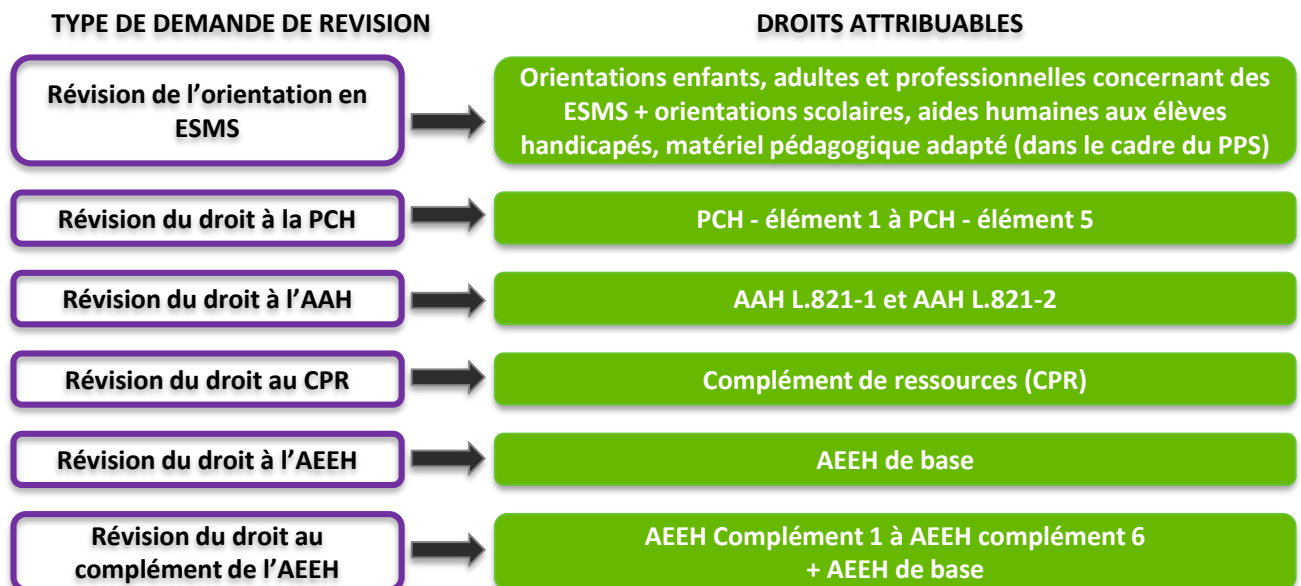 TYPE DE DEMANDE DE REVISION
DROITS ATTRIBUABLES
Révision de l’orientation en
ESMS
Orientations enfants, adultes et professionnelles concernant des
ESMS + orientations scolaires, aides humaines aux élèves
handicapés, matériel pédagogique adapté (dans le cadre du PPS)
Révision du droit à la PCH
PCH - élément 1 à PCH - élément 5
Révision du droit à l’AAH
AAH L.821-1 et AAH L.821-2
Révision du droit au CPR
Complément de ressources (CPR)
Révision du droit à l’AEEH
AEEH de base
Révision du droit au
complément de l’AEEH
AEEH Complément 1 à AEEH complément 6
+ AEEH de base